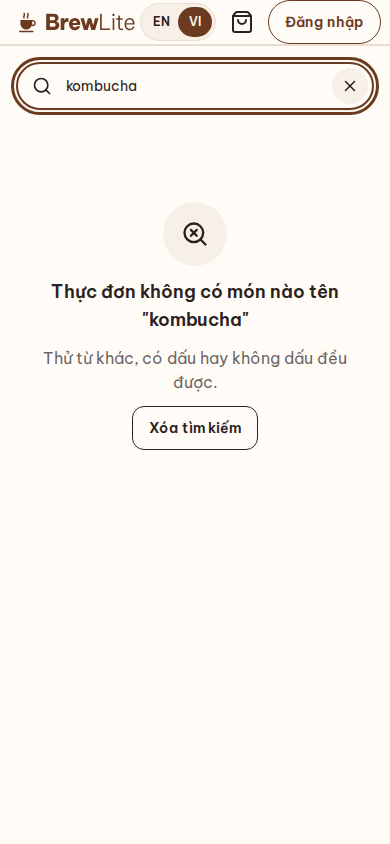 BrewLite EN VI Đăng nhập
kombucha
Thực đơn không có món nào tên
"kombucha"
Thử từ khác, có dấu hay không dấu đều
được.
Xóa tìm kiếm